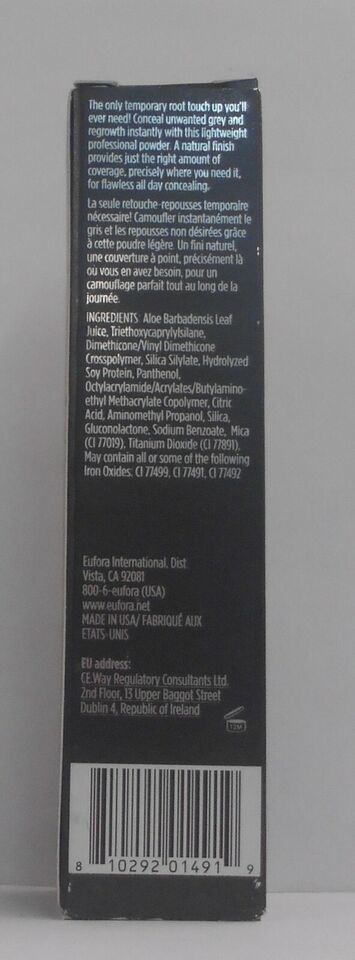 The only temporary root touch up you'll
ever need! Conceal unwanted grey and
regrowth instantly with this lightweight
professional powder. A natural finish
provides just the right amount of
coverage, precisely where you need it,
for flawless all day concealing.
La seule retouche-repousses temporaire
nécessaire! Camoufler instantanément le
gris et les repousses non désirées grâce
à cette poudre légère. Un fini naturel,
une couverture à point, précisément là
où vous en avez besoin, pour un
camouflage parfait tout au long de la
journée.
INGREDIENTS: Aloe Barbadensis Leaf
Juice, Triethoxycaprylylsilane,
Dimethicone/Vinyl Dimethicone
Crosspolymer, Silica Silylate, Hydrolyzed
Soy Protein, Panthenol,
Octylacrylamide/Acrylates/Butylamino-
ethyl Methacrylate Copolymer, Citric
Acid, Aminomethyl Propanol, Silica,
Gluconolactone, Sodium Benzoate, Mica
(CI 77019), Titanium Dioxide (CI 77891).
May contain all or some of the following
Iron Oxides: CI 77499, CI 77491, CI 77492
Eufora International, Dist.
Vista, CA 92081
800-6-eufora (USA)
www.eufora.net
MADE IN USA/ FABRIQUÉ AUX
ETATS-UNIS
EU address:
CE.Way Regulatory Consultants Ltd.
2nd Floor, 13 Upper Baggot Street
Dublin 4, Republic of Ireland
12M
8 10292 01491 9